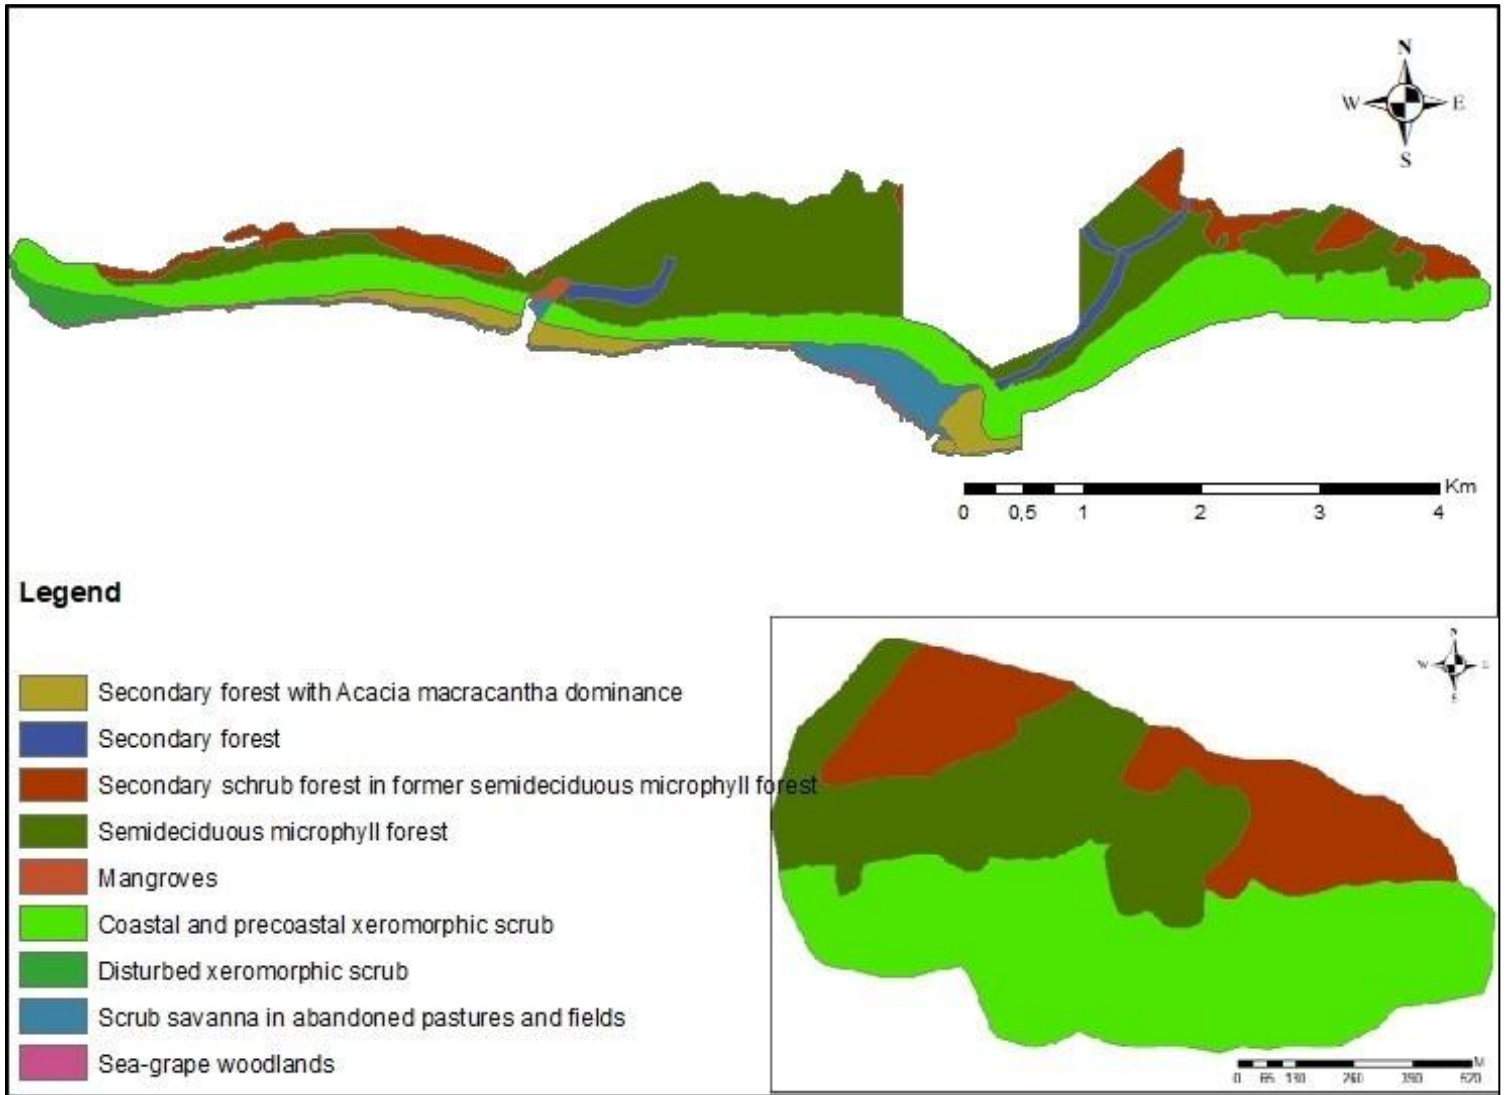 N
W E
S
Km
0 0,5 1 2 3 4
Legend
Secondary forest with Acacia macracantha dominance
Secondary forest
Secondary schrub forest in former semideciduous microphyll forest
Semideciduous microphyll forest
Mangroves
Coastal and precoastal xeromorphic scrub
Disturbed xeromorphic scrub
Scrub savanna in abandoned pastures and fields
Sea-grape woodlands
N
W E
S
M
0 65 130 260 390 520